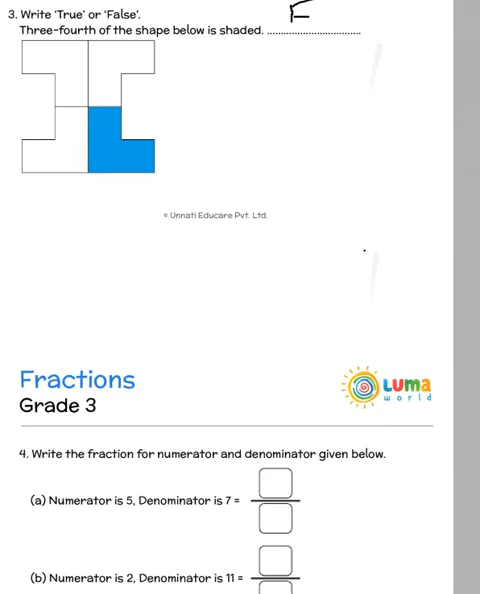 3. Write 'True' or 'False'.
F
Three-fourth of the shape below is shaded. ..................................
© Unnati Educare Pvt. Ltd.
Fractions
Grade 3
LUMA
world
4. Write the fraction for numerator and denominator given below.
(a) Numerator is 5, Denominator is 7 =
(b) Numerator is 2, Denominator is 11 =